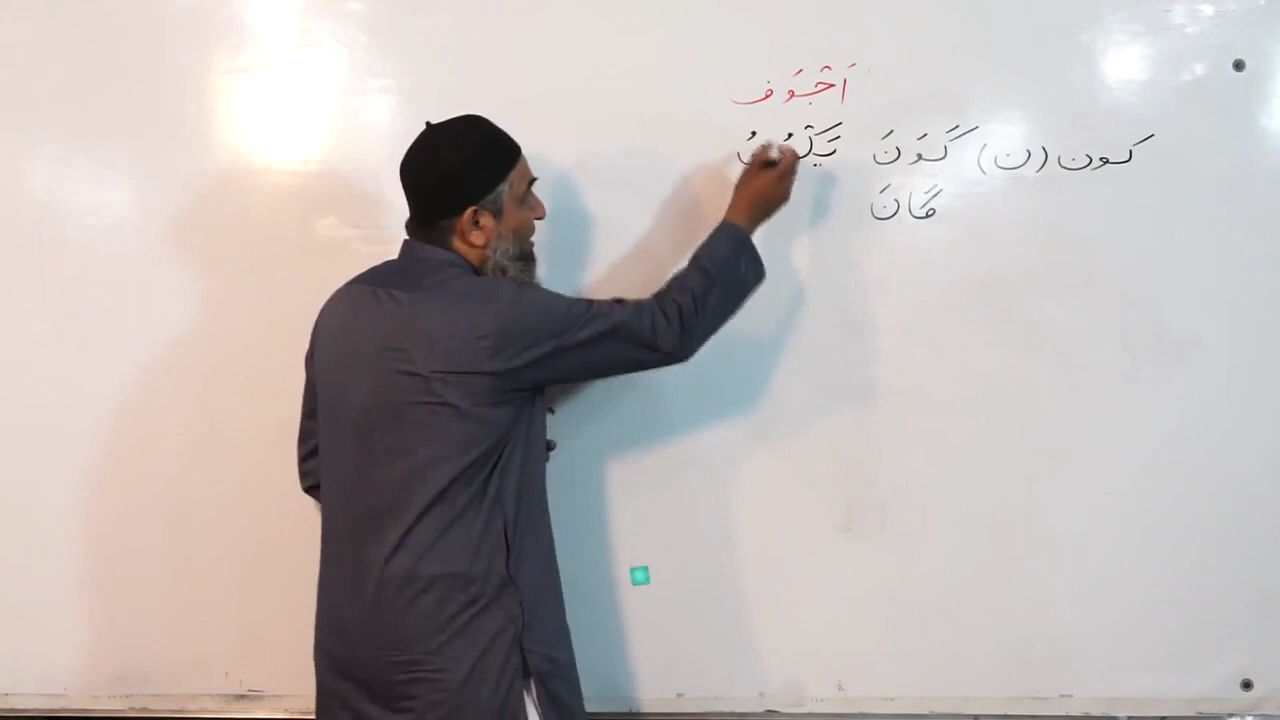 اَجْوَف
كون (ن) كَوَنَ يَكْوُنُ
كَانَ